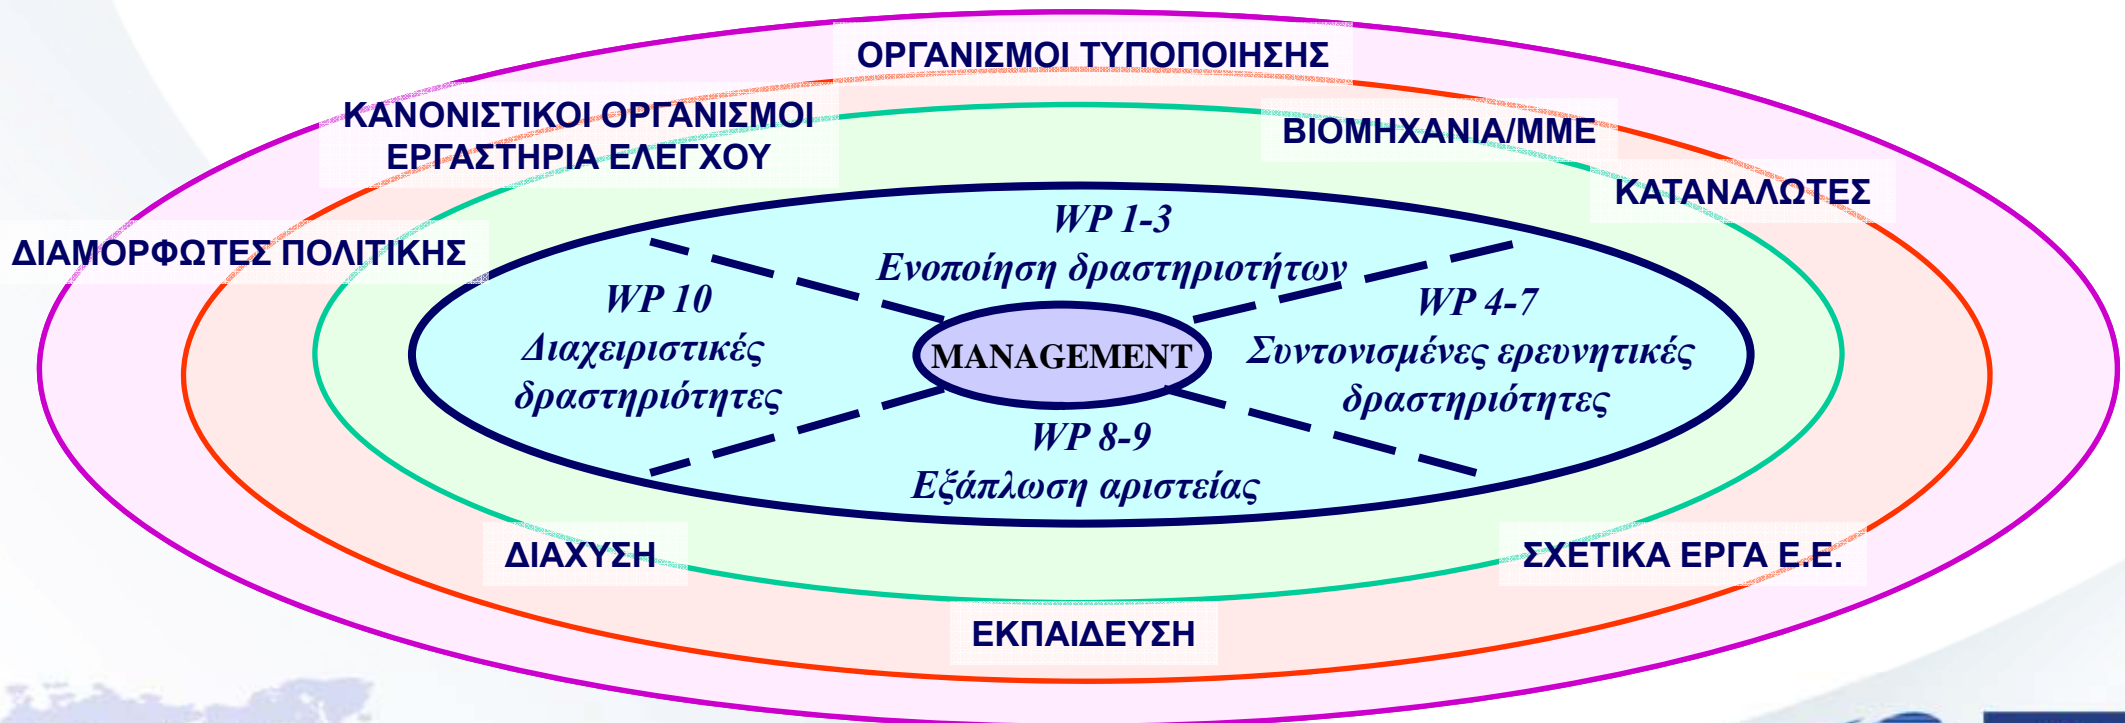 ΟΡΓΑΝΙΣΜΟΙ ΤΥΠΟΠΟΙΗΣΗΣ
ΚΑΝΟΝΙΣΤΙΚΟΙ ΟΡΓΑΝΙΣΜΟΙ
ΕΡΓΑΣΤΗΡΙΑ ΕΛΕΓΧΟΥ
ΒΙΟΜΗΧΑΝΙΑ/ΜΜΕ
ΚΑΤΑΝΑΛΩΤΕΣ
ΔΙΑΜΟΡΦΩΤΕΣ ΠΟΛΙΤΙΚΗΣ
WP 1-3
Ενοποίηση δραστηριοτήτων
WP 10
Διαχειριστικές
δραστηριότητες
MANAGEMENT
WP 4-7
Συντονισμένες ερευνητικές
δραστηριότητες
WP 8-9
Εξάπλωση αριστείας
ΔΙΑΧΥΣΗ
ΣΧΕΤΙΚΑ ΕΡΓΑ Ε.Ε.
ΕΚΠΑΙΔΕΥΣΗ